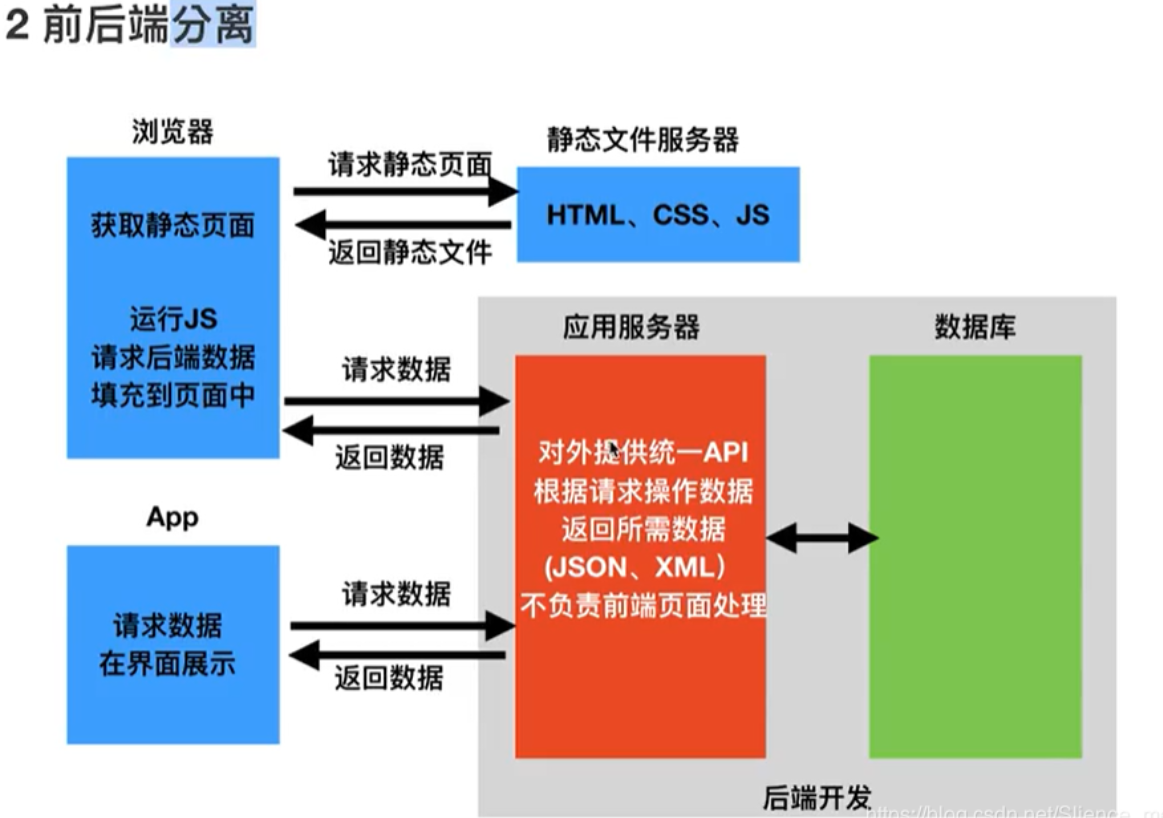 2 前后端分离
浏览器
获取静态页面
运行JS
请求后端数据
填充到页面中
请求静态页面
返回静态文件
静态文件服务器
HTML、CSS、JS
请求数据
返回数据
应用服务器
对外提供统一API
根据请求操作数据
返回所需数据
(JSON、XML）
不负责前端页面处理
数据库
App
请求数据
在界面展示
请求数据
返回数据
后端开发